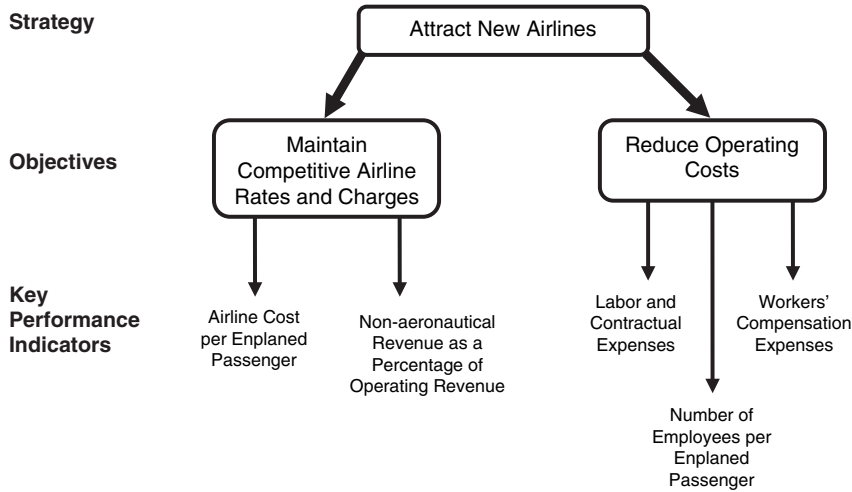 Strategy
Attract New Airlines
Objectives
Maintain
Competitive Airline
Rates and Charges
Reduce Operating
Costs
Key
Performance
Indicators
Airline Cost
per Enplaned
Passenger
Non-aeronautical
Revenue as a
Percentage of
Operating Revenue
Labor and
Contractual
Expenses
Number of
Employees per
Enplaned
Passenger
Workers’
Compensation
Expenses